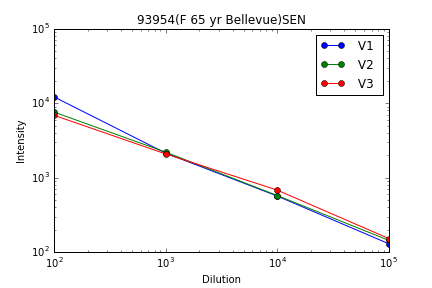 93954(F 65 yr Bellevue)SEN
10^5
10^4
10^3
10^2
Intensity
V1
V2
V3
10^2 10^3 10^4 10^5
Dilution